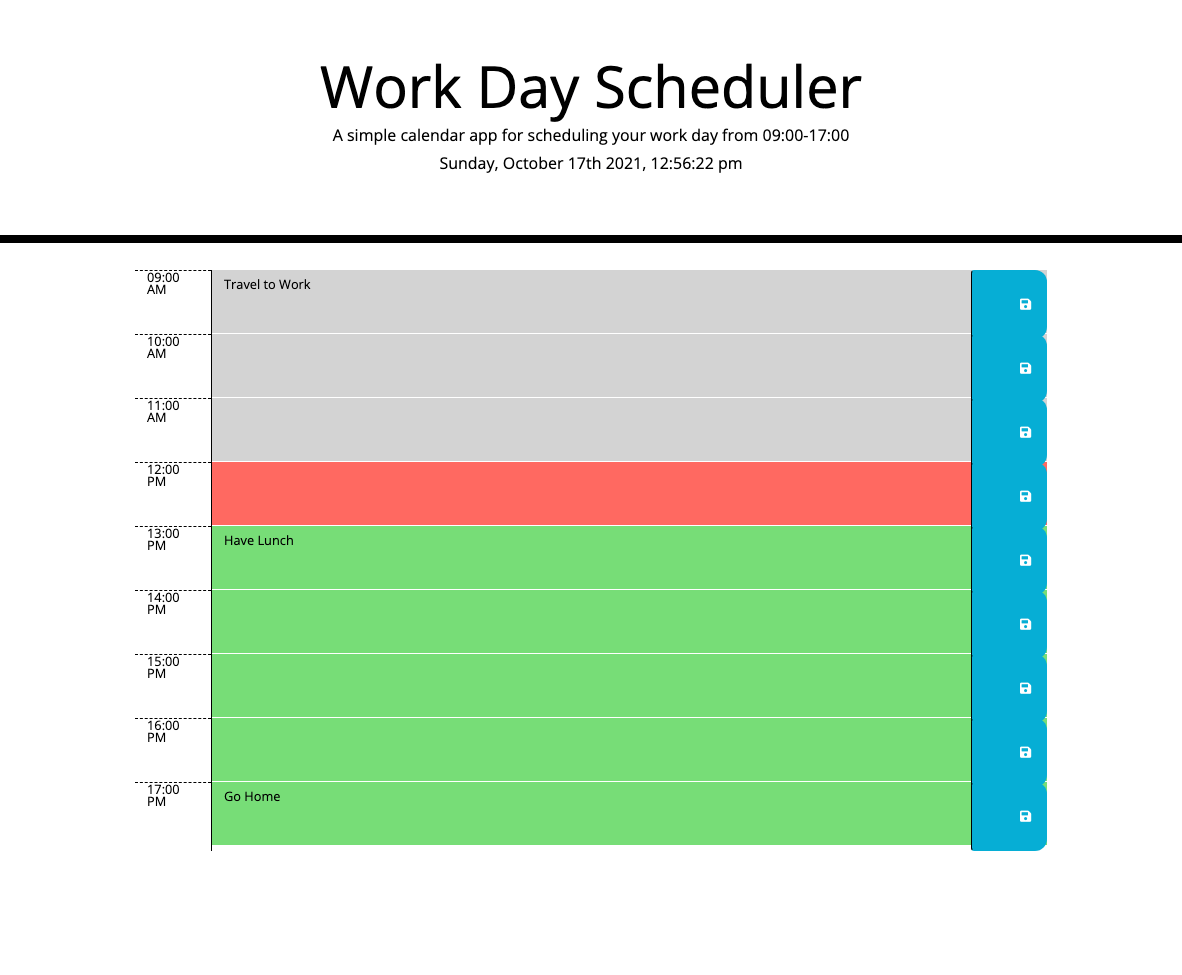 Work Day Scheduler
A simple calendar app for scheduling your work day from 09:00-17:00
Sunday, October 17th 2021, 12:56:22 pm
09:00
AM
Travel to Work
10:00
AM
11:00
AM
12:00
PM
13:00
PM
Have Lunch
14:00
PM
15:00
PM
16:00
PM
17:00
PM
Go Home